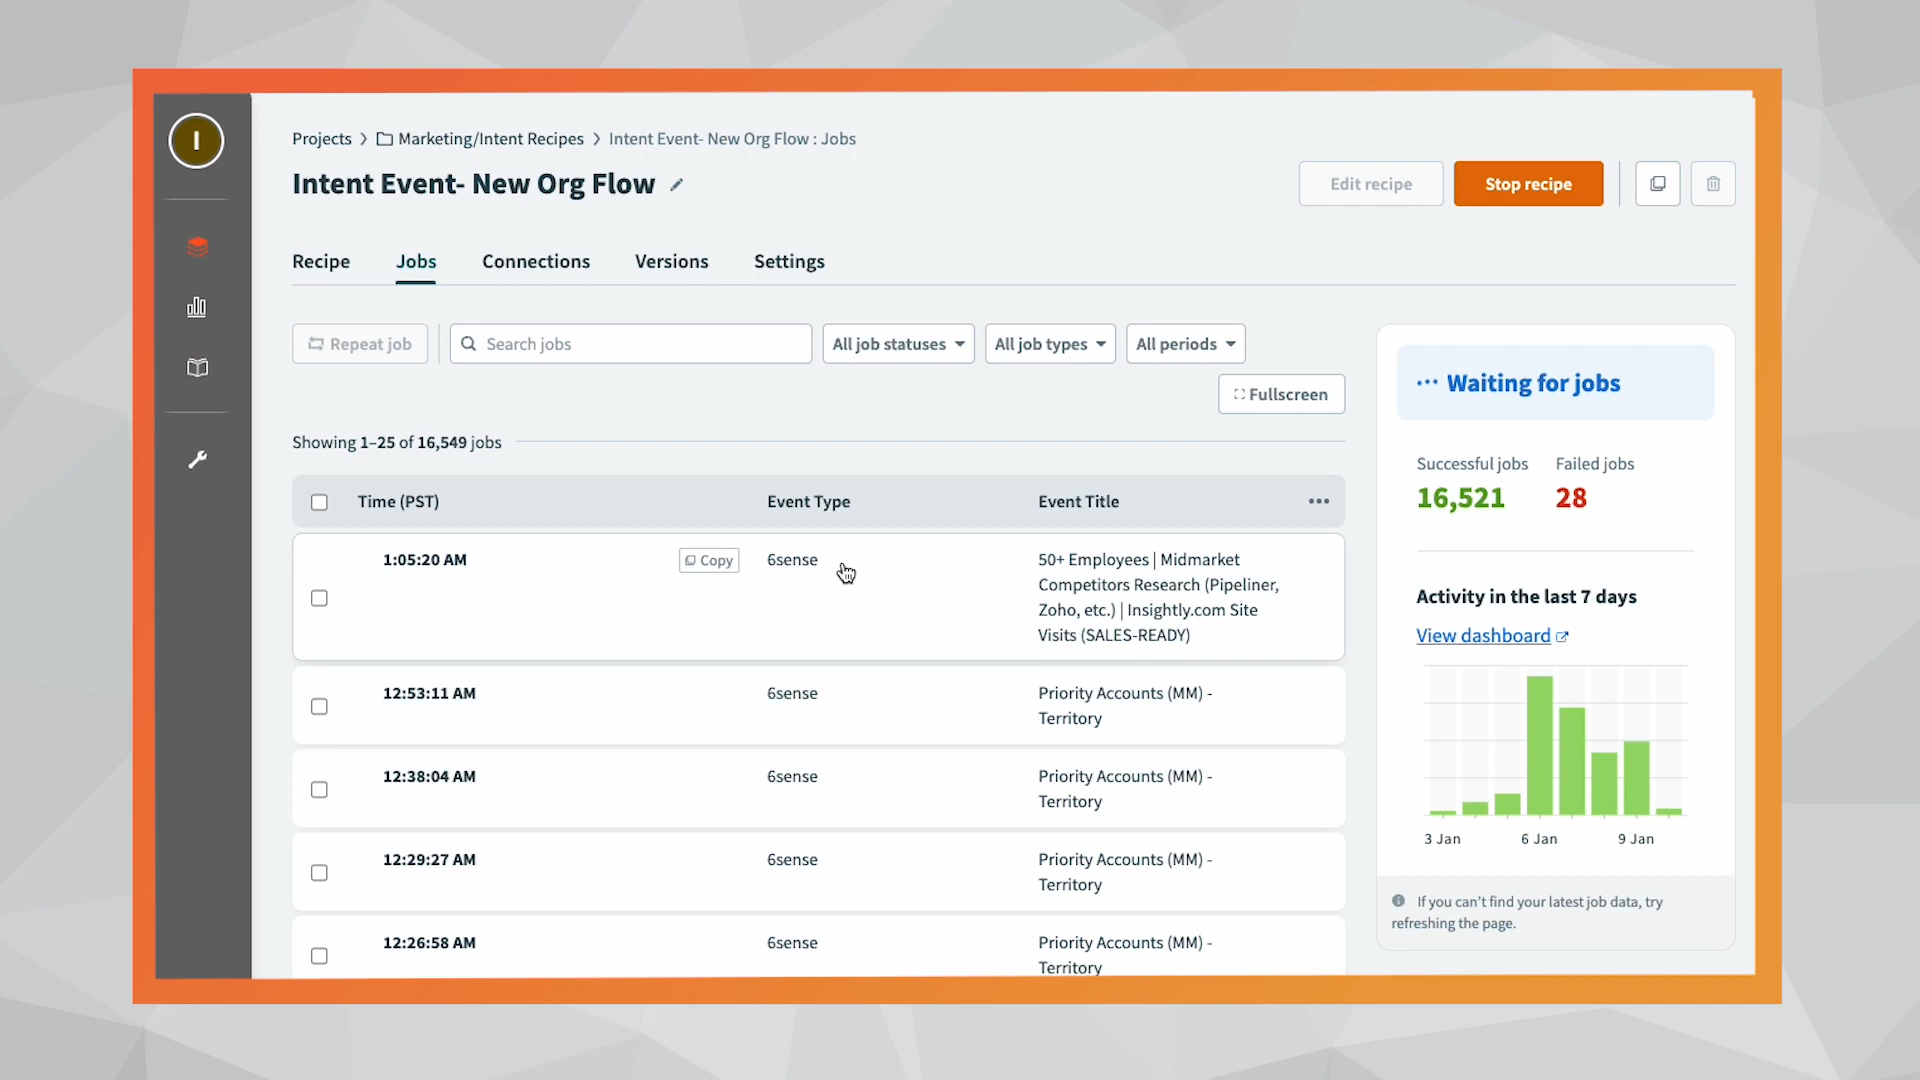 I
Projects > Marketing/Intent Recipes > Intent Event- New Org Flow : Jobs
Intent Event- New Org Flow
Edit recipe
Stop recipe
Recipe
Jobs
Connections
Versions
Settings
Repeat job
Search jobs
All job statuses
All job types
All periods
Fullscreen
Showing 1–25 of 16,549 jobs
Time (PST)
Event Type
Event Title
1:05:20 AM
Copy
6sense
50+ Employees | Midmarket
Competitors Research (Pipeliner,
Zoho, etc.) | Insightly.com Site
Visits (SALES-READY)
12:53:11 AM
6sense
Priority Accounts (MM) -
Territory
12:38:04 AM
6sense
Priority Accounts (MM) -
Territory
12:29:27 AM
6sense
Priority Accounts (MM) -
Territory
12:26:58 AM
6sense
Priority Accounts (MM) -
Territory
··· Waiting for jobs
Successful jobs
Failed jobs
16,521
28
Activity in the last 7 days
View dashboard
3 Jan
6 Jan
9 Jan
If you can't find your latest job data, try
refreshing the page.